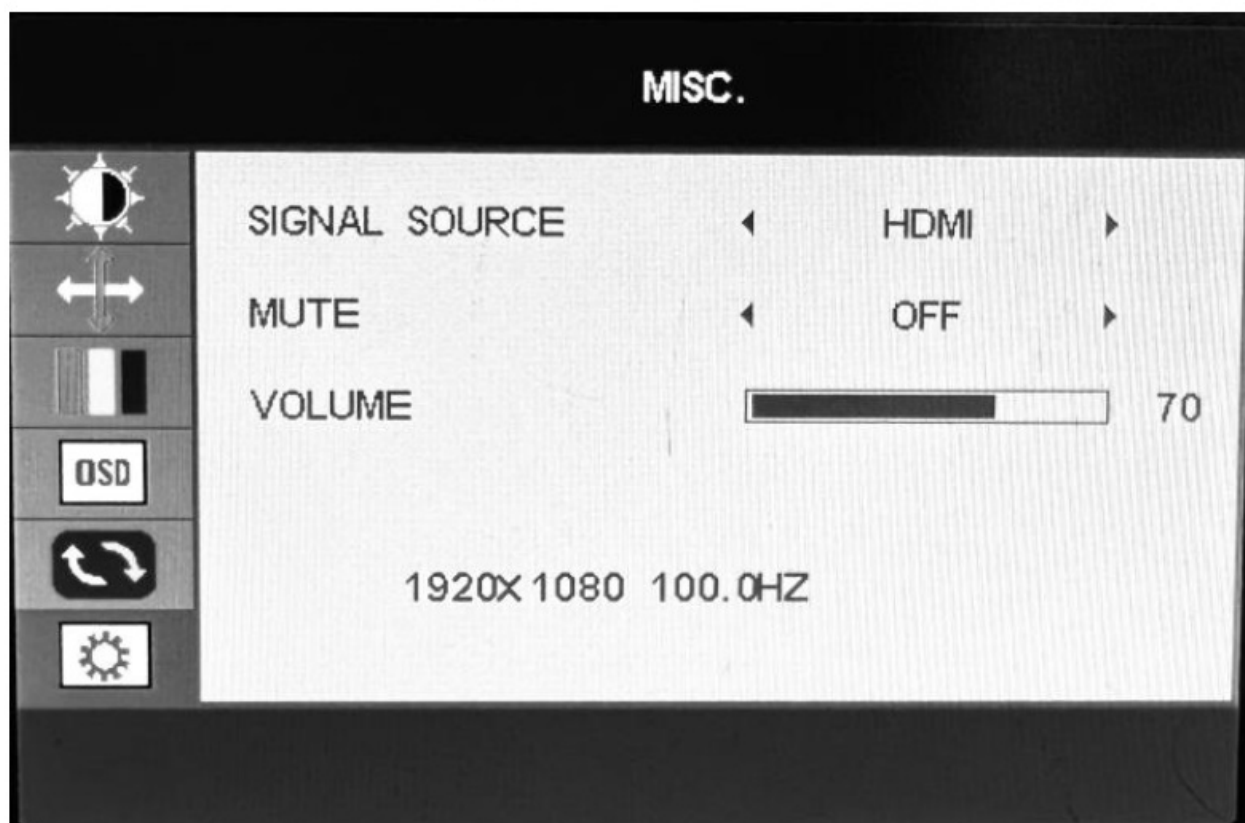 MISC.
SIGNAL SOURCE HDMI
MUTE OFF
VOLUME 70
OSD
1920X1080 100.0HZ